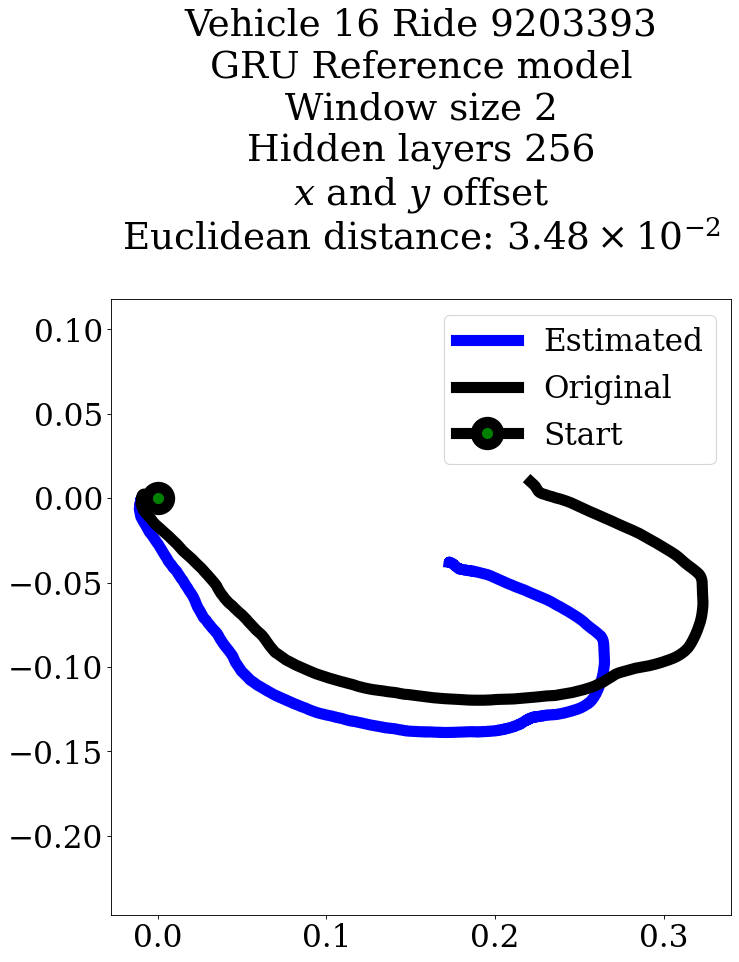 Vehicle 16 Ride 9203393
GRU Reference model
Window size 2
Hidden layers 256
x and y offset
Euclidean distance: 3.48 × 10⁻²
Estimated
Original
Start
0.10
0.05
0.00
−0.05
−0.10
−0.15
−0.20
0.0 0.1 0.2 0.3